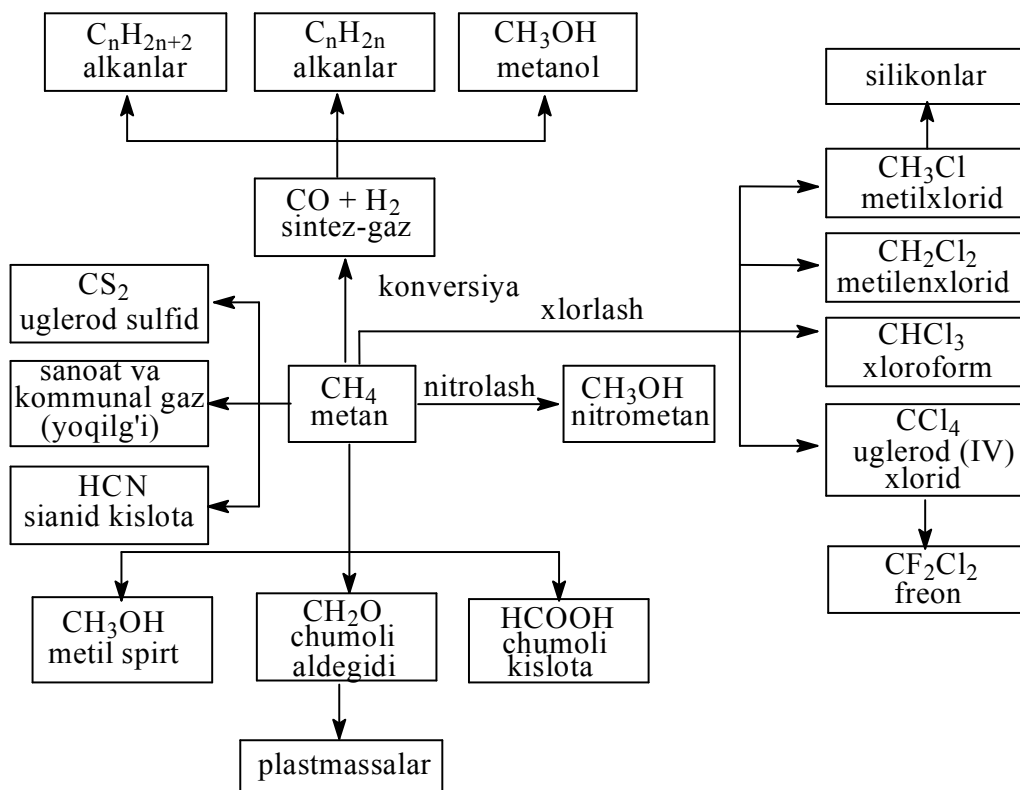 CₙH₂ₙ₊₂
alkanlar
CₙH₂ₙ
alkanlar
CH₃OH
metanol
silikonlar
CO + H₂
sintez-gaz
CH₃Cl
metilxlorid
CH₂Cl₂
metilenxlorid
CHCl₃
xloroform
CCl₄
uglerod (IV)
xlorid
CF₂Cl₂
freon
konversiya
xlorlash
CS₂
uglerod sulfid
sanoat va
kommunal gaz
(yoqilg'i)
HCN
sianid kislota
CH₄
metan
nitrolash
CH₃OH
nitrometan
CH₃OH
metil spirt
CH₂O
chumoli
aldegidi
HCOOH
chumoli
kislota
plastmassalar